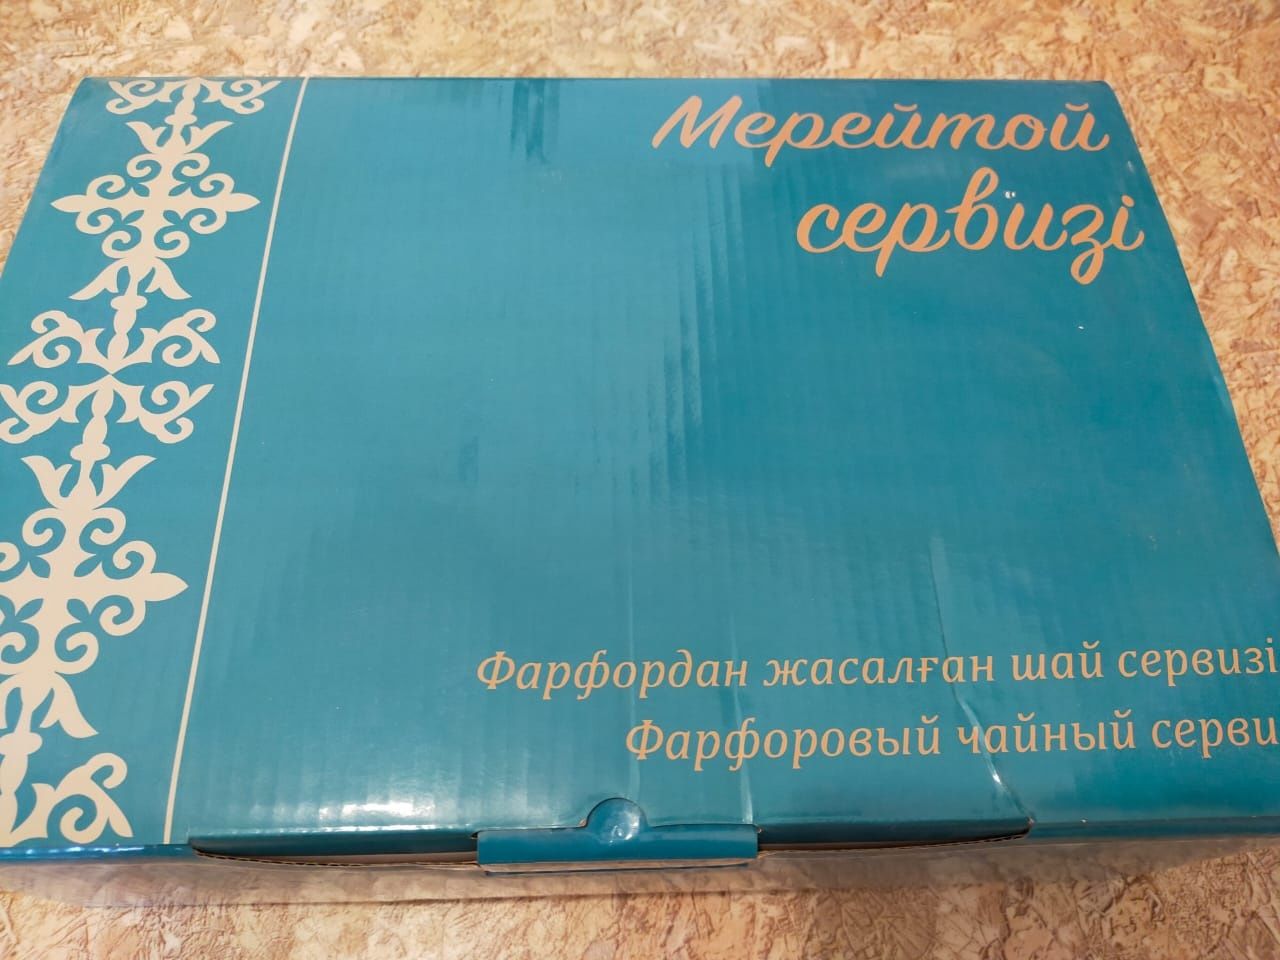 Мерейтой
сервизі
Фарфордан жасалған шай сервизі
Фарфоровый чайный серви